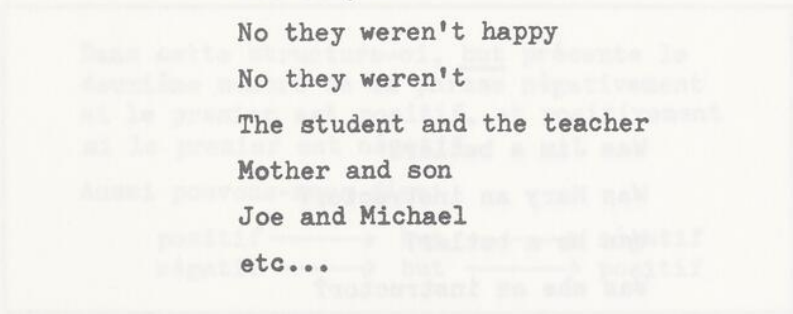 No they weren't happy
No they weren't
The student and the teacher
Mother and son
Joe and Michael
etc...